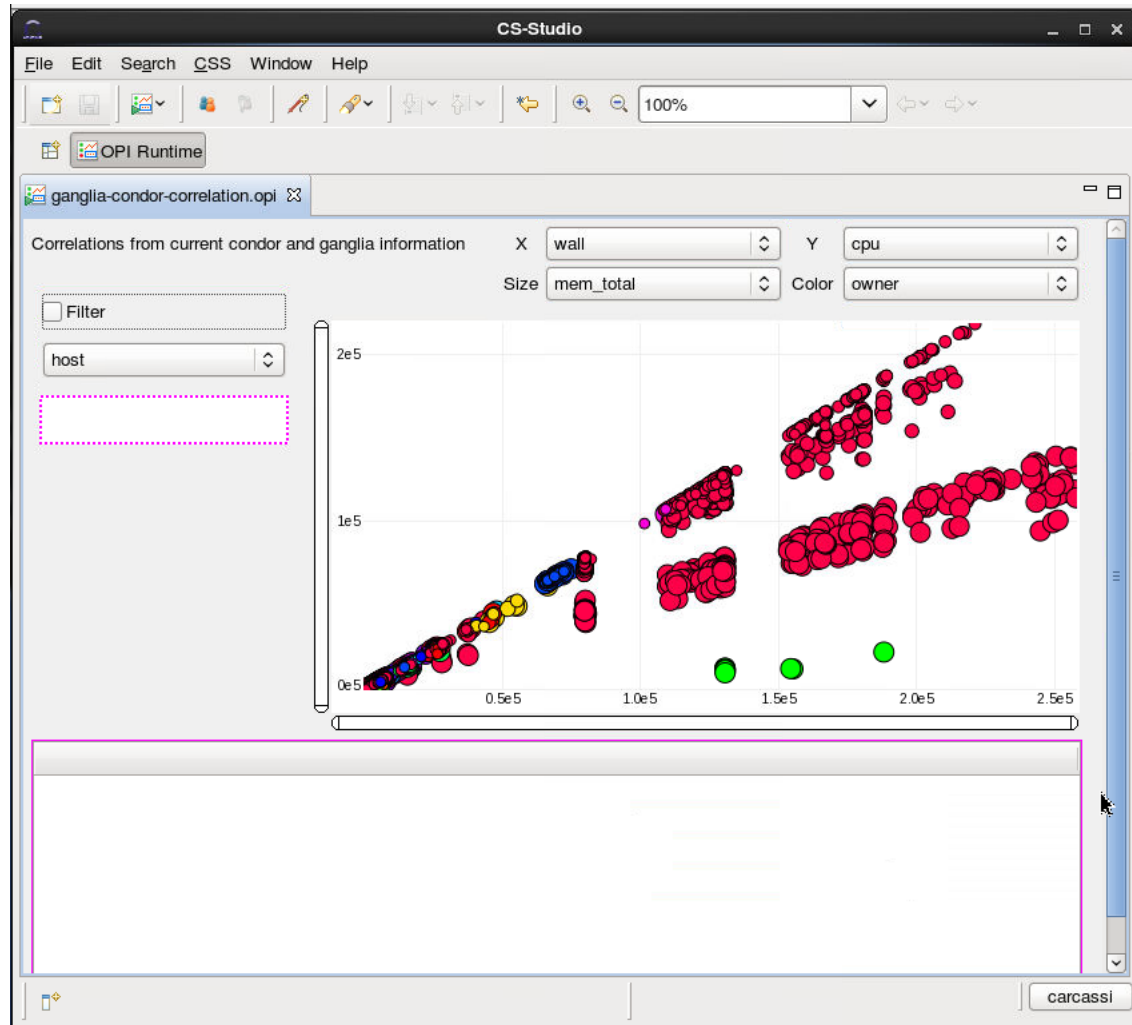 CS-Studio
File Edit Search CSS Window Help
100%
OPI Runtime
ganglia-condor-correlation.opi
Correlations from current condor and ganglia information X wall Y cpu
Size mem_total Color owner
Filter
host
2e5
1e5
0e5
0.5e5 1.0e5 1.5e5 2.0e5 2.5e5
carcassi